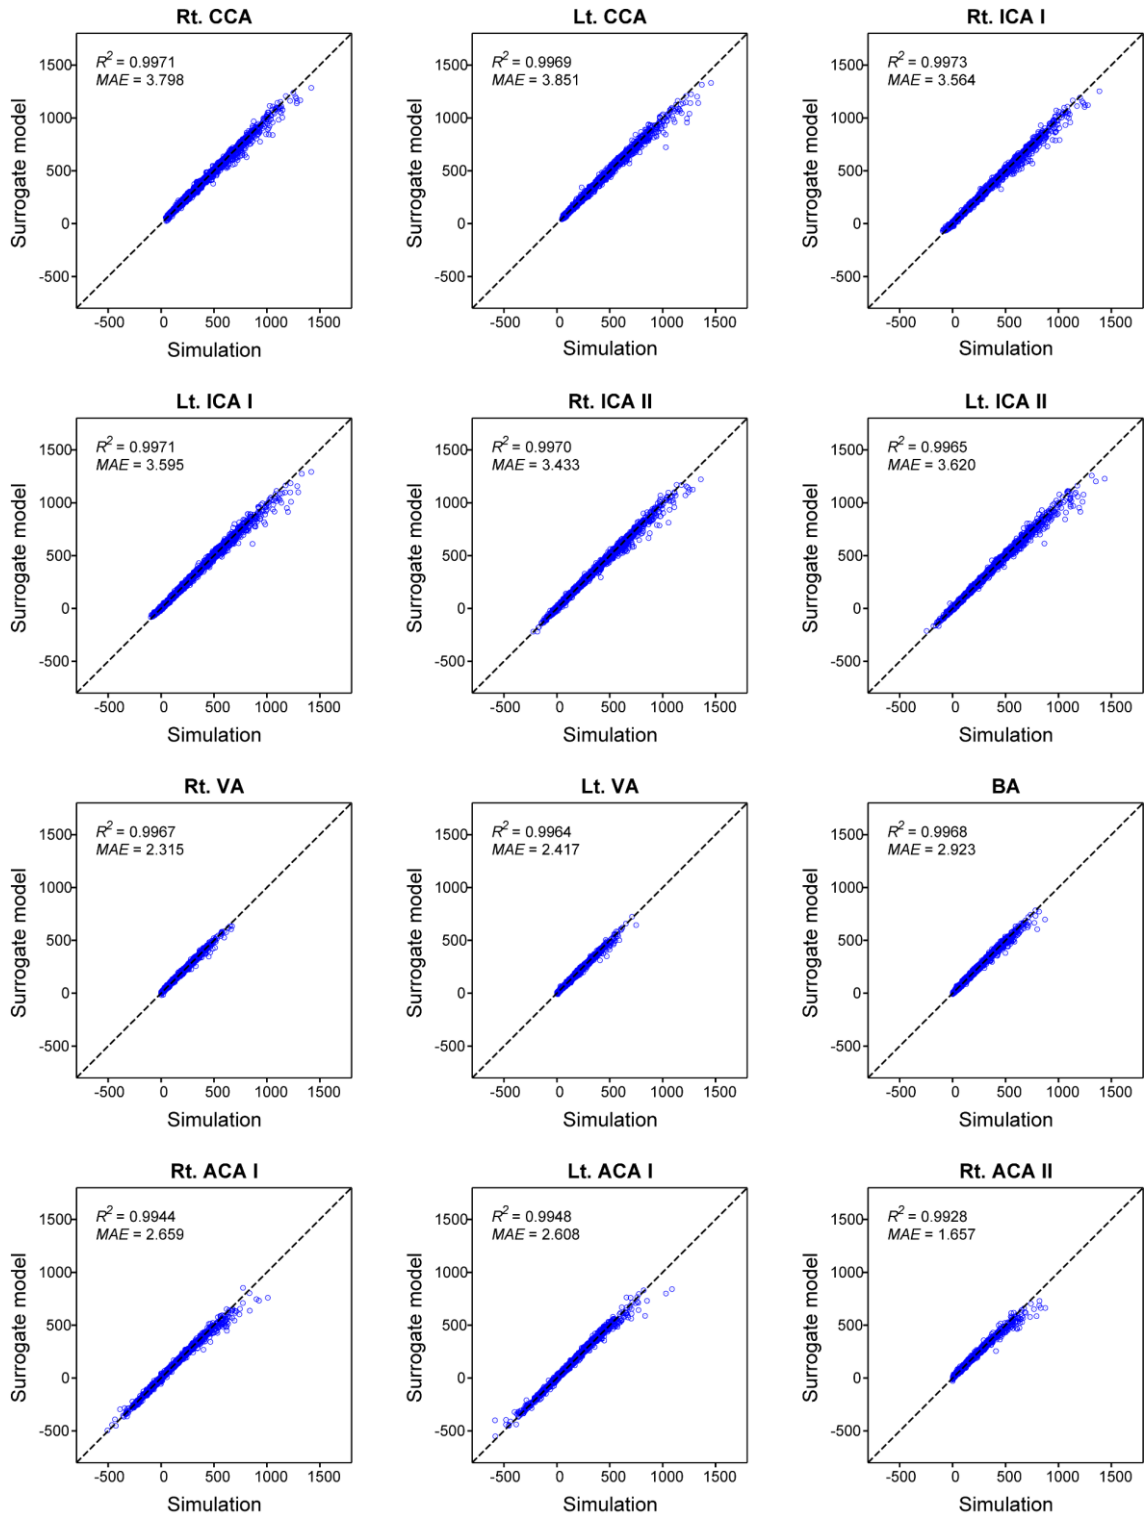 Rt. CCA
R² = 0.9971
MAE = 3.798
1500
1000
500
0
-500
Surrogate model
-500 0 500 1000 1500
Simulation
Lt. CCA
R² = 0.9969
MAE = 3.851
1500
1000
500
0
-500
Surrogate model
-500 0 500 1000 1500
Simulation
Rt. ICA I
R² = 0.9973
MAE = 3.564
1500
1000
500
0
-500
Surrogate model
-500 0 500 1000 1500
Simulation
Lt. ICA I
R² = 0.9971
MAE = 3.595
1500
1000
500
0
-500
Surrogate model
-500 0 500 1000 1500
Simulation
Rt. ICA II
R² = 0.9970
MAE = 3.433
1500
1000
500
0
-500
Surrogate model
-500 0 500 1000 1500
Simulation
Lt. ICA II
R² = 0.9965
MAE = 3.620
1500
1000
500
0
-500
Surrogate model
-500 0 500 1000 1500
Simulation
Rt. VA
R² = 0.9967
MAE = 2.315
1500
1000
500
0
-500
Surrogate model
-500 0 500 1000 1500
Simulation
Lt. VA
R² = 0.9964
MAE = 2.417
1500
1000
500
0
-500
Surrogate model
-500 0 500 1000 1500
Simulation
BA
R² = 0.9968
MAE = 2.923
1500
1000
500
0
-500
Surrogate model
-500 0 500 1000 1500
Simulation
Rt. ACA I
R² = 0.9944
MAE = 2.659
1500
1000
500
0
-500
Surrogate model
-500 0 500 1000 1500
Simulation
Lt. ACA I
R² = 0.9948
MAE = 2.608
1500
1000
500
0
-500
Surrogate model
-500 0 500 1000 1500
Simulation
Rt. ACA II
R² = 0.9928
MAE = 1.657
1500
1000
500
0
-500
Surrogate model
-500 0 500 1000 1500
Simulation